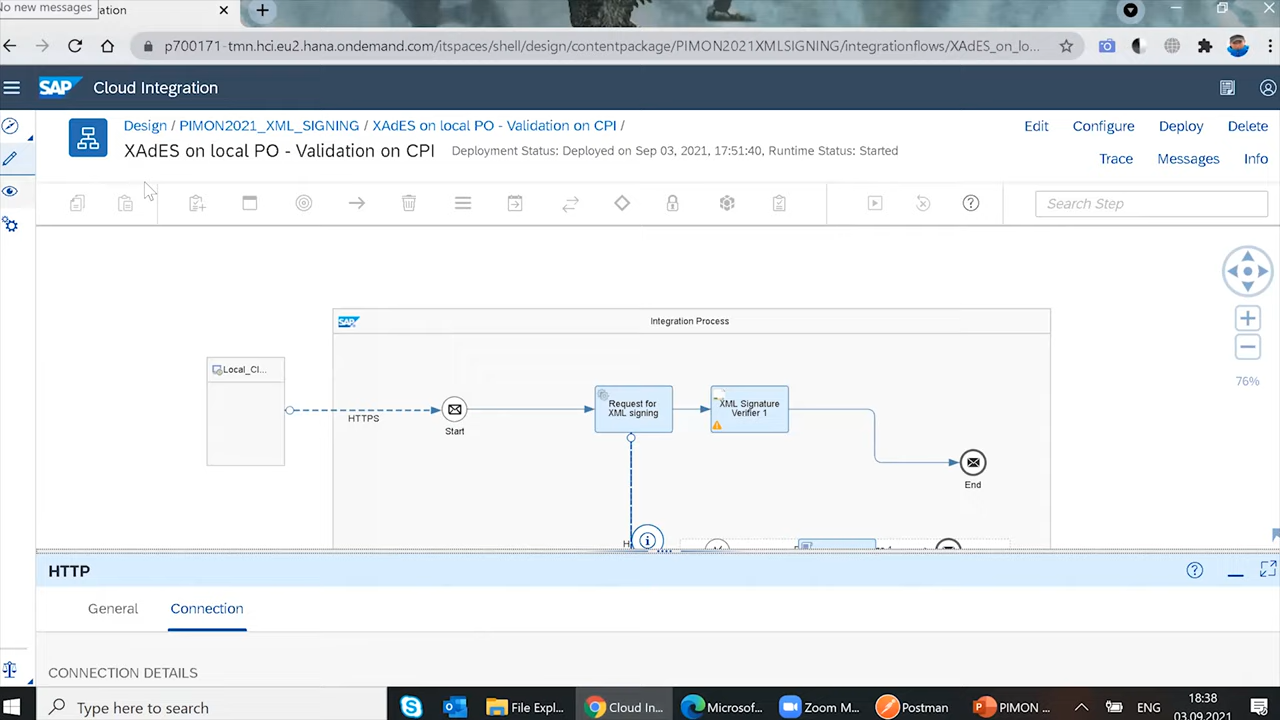 No new messages
ation
p700171-tmn.hci.eu2.hana.ondemand.com/itspaces/shell/design/contentpackage/PIMON2021XMLSIGNING/integrationflows/XAdES_on_lo...
SAP Cloud Integration
Design / PIMON2021_XML_SIGNING / XAdES on local PO - Validation on CPI /
Edit Configure Deploy Delete
XAdES on local PO - Validation on CPI
Deployment Status: Deployed on Sep 03, 2021, 17:51:40, Runtime Status: Started
Trace Messages Info
Search Step
SAP
Integration Process
Local_Cl...
HTTPS
Start
Request for
XML signing
XML Signature
Verifier 1
End
76%
HTTP
General Connection
CONNECTION DETAILS
Type here to search
File Expl...
Cloud In...
Microsof...
Zoom M...
Postman
PIMON ...
ENG
18:38
03.09.2021